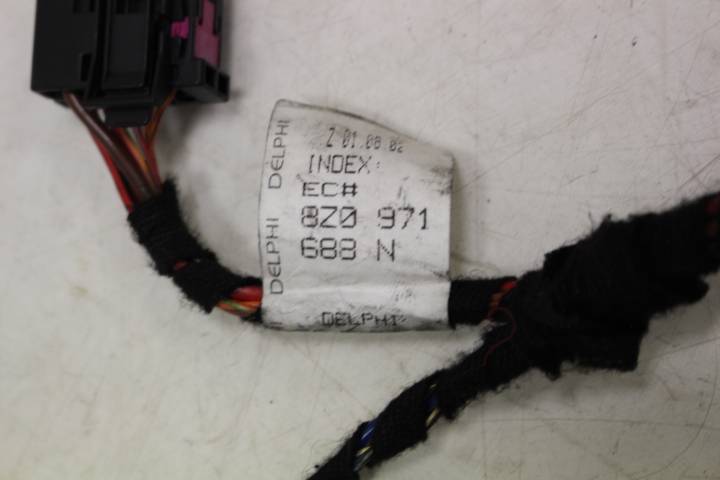 DELPHI
DELPHI
Z 01.08.02
INDEX:
EC#
8Z0 971
688 N
DELPHI